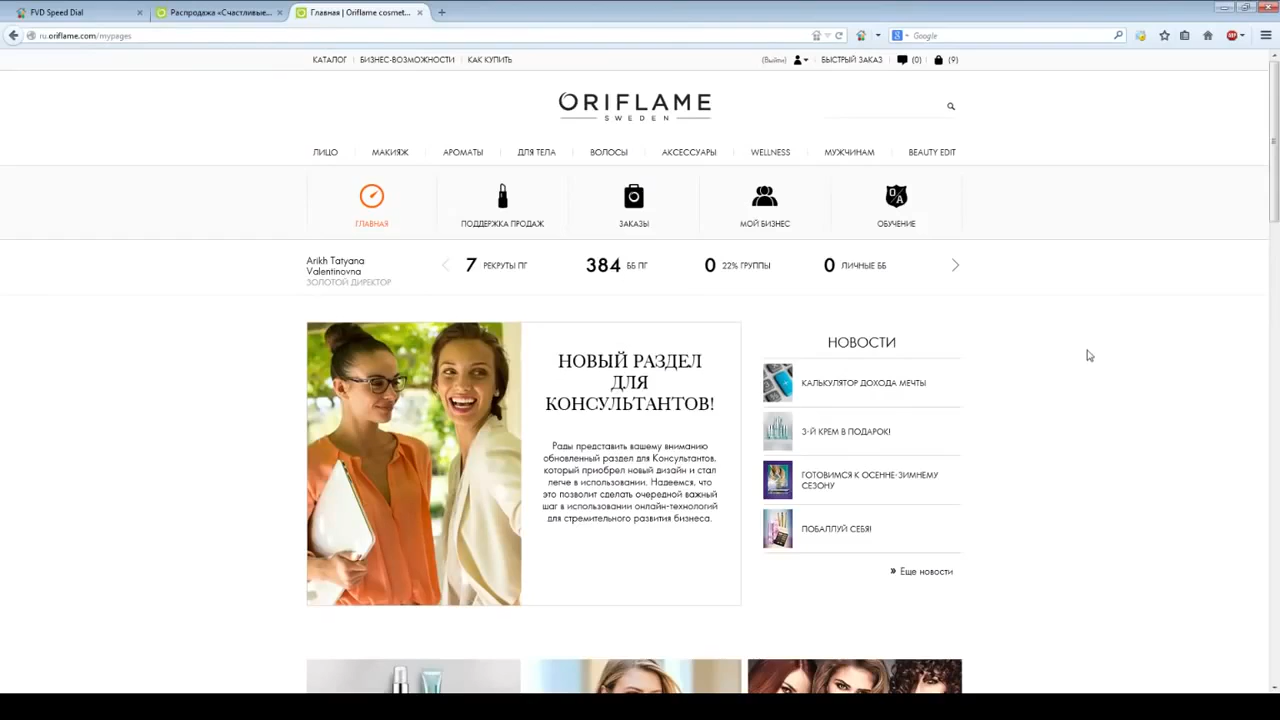 FVD Speed Dial
Распродажа «Счастливые...
Главная | Oriflame cosmet...
ru.oriflame.com/mypages
Google
КАТАЛОГ
БИЗНЕС-ВОЗМОЖНОСТИ
КАК КУПИТЬ
(Выйти)
БЫСТРЫЙ ЗАКАЗ
(0)
(9)
ORIFLAME
SWEDEN
ЛИЦО
МАКИЯЖ
АРОМАТЫ
ДЛЯ ТЕЛА
ВОЛОСЫ
АКСЕССУАРЫ
WELLNESS
МУЖЧИНАМ
BEAUTY EDIT
ГЛАВНАЯ
ПОДДЕРЖКА ПРОДАЖ
ЗАКАЗЫ
МОЙ БИЗНЕС
ОБУЧЕНИЕ
Arikh Tatyana
Valentinovna
ЗОЛОТОЙ ДИРЕКТОР
7 РЕКРУТЫ ПГ
384 ББ ПГ
0 22% ГРУППЫ
0 ЛИЧНЫЕ ББ
НОВЫЙ РАЗДЕЛ
ДЛЯ
КОНСУЛЬТАНТОВ!
Рады представить вашему вниманию
обновленный раздел для Консультантов,
который приобрел новый дизайн и стал
легче в использовании. Надеемся, что
это позволит сделать очередной важный
шаг в использовании онлайн-технологий
для стремительного развития бизнеса.
НОВОСТИ
КАЛЬКУЛЯТОР ДОХОДА МЕЧТЫ
3-Й КРЕМ В ПОДАРОК!
ГОТОВИМСЯ К ОСЕННЕ-ЗИМНЕМУ
СЕЗОНУ
ПОБАЛУЙ СЕБЯ!
» Еще новости